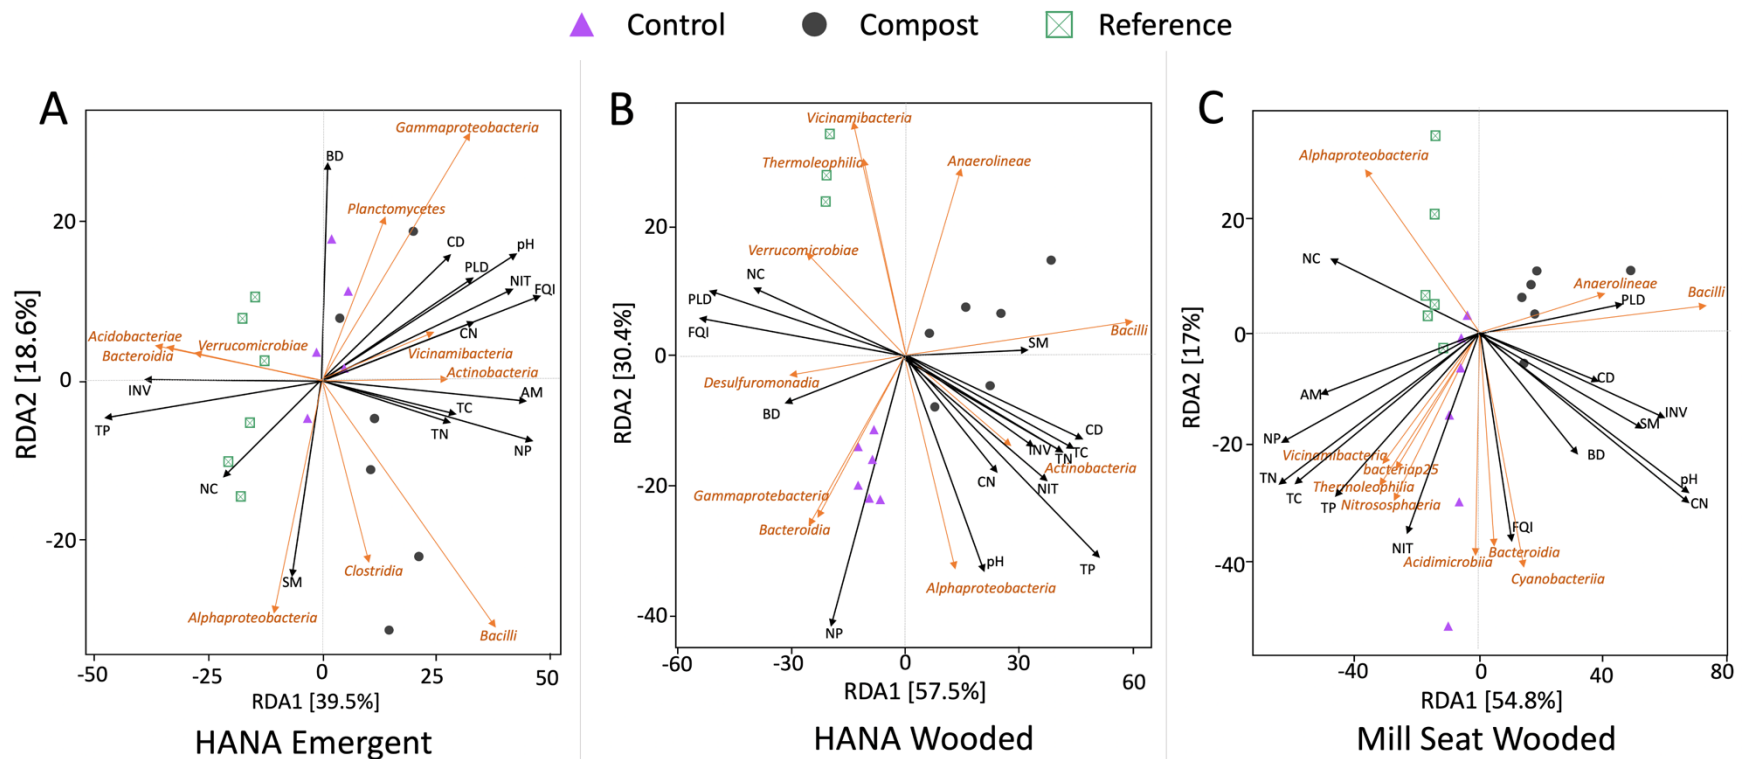 Control Compost Reference
A
Gammaproteobacteria
BD
Planctomycetes
20
CD
pH
PLD
NIT
FQI
CN
Acidobacteriae
Bacteroidia
Verrucomicrobiae
Vicinamibacteria
Actinobacteria
0
INV
AM
TP
TC
TN
NP
NC
-20
SM
Clostridia
Alphaproteobacteria
Bacilli
RDA2 [18.6%]
-50 -25 0 25 50
RDA1 [39.5%]
HANA Emergent
B
Vicinamibacteria
Thermoleophilia
Anaerolineae
20
Verrucomicrobiae
NC
PLD
FQI
Bacilli
SM
0
Desulfuromonadia
BD
CD
INV
TN
TC
Actinobacteria
CN
NIT
-20
Gammaprotebacteria
Bacteroidia
pH
TP
Alphaproteobacteria
-40
NP
RDA2 [30.4%]
-60 -30 0 30 60
RDA1 [57.5%]
HANA Wooded
C
Alphaproteobacteria
20
NC
Anaerolineae
PLD
Bacilli
0
AM
CD
INV
SM
NP
-20
Vicinamibacteria
BD
bacteriap25
TN
TC
Thermoleophilia
TP
Nitrososphaeria
pH
CN
FQI
NIT
Bacteroidia
Acidimicrobiia
Cyanobacteriia
-40
RDA2 [17%]
-40 0 40 80
RDA1 [54.8%]
Mill Seat Wooded